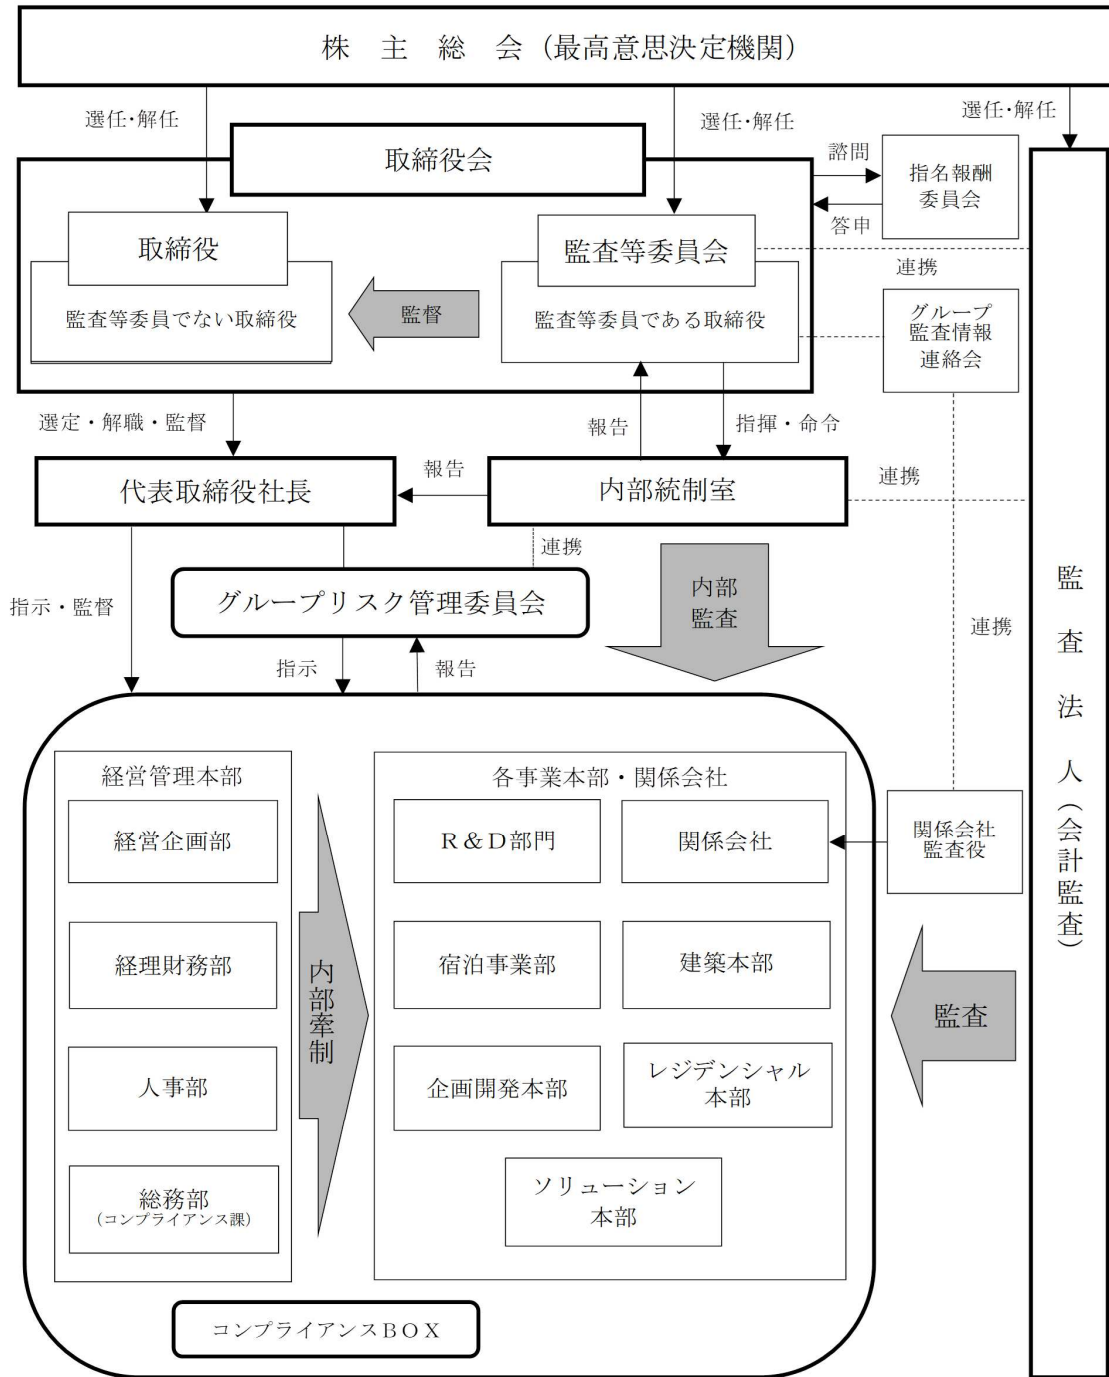 株 主 総 会 (最高意思決定機関)
選任・解任
選任・解任
選任・解任
取締役会
諮問
指名報酬
委員会
答申
取締役
監査等委員会
連携
監査等委員でない取締役
監督
監査等委員である取締役
グループ
監査情報
連絡会
選定・解職・監督
報告
指揮・命令
代表取締役社長
報告
内部統制室
連携
連携
グループリスク管理委員会
内部
監査
指示・監督
連携
指示
報告
監 査 法 人 (会計監査)
経営管理本部
各事業本部・関係会社
経営企画部
R&D部門
関係会社
関係会社
監査役
経理財務部
内部牽制
宿泊事業部
建築本部
監査
人事部
企画開発本部
レジデンシャル
本部
総務部
(コンプライアンス課)
ソリューション
本部
コンプライアンスBOX